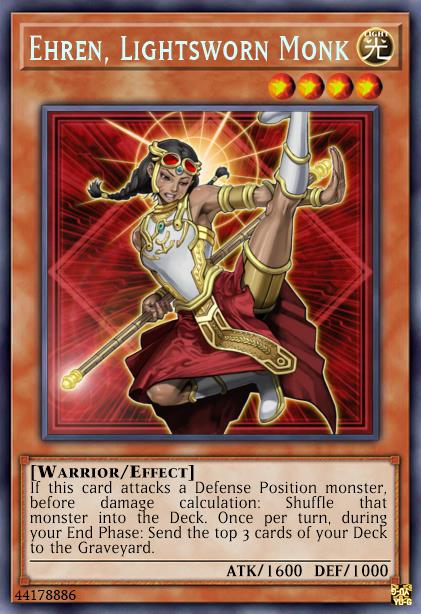 Ehren, Lightsworn Monk
LIGHT
光
[Warrior/Effect]
If this card attacks a Defense Position monster,
before damage calculation: Shuffle that
monster into the Deck. Once per turn, during
your End Phase: Send the top 3 cards of your Deck
to the Graveyard.
ATK/1600 DEF/1000
44178886